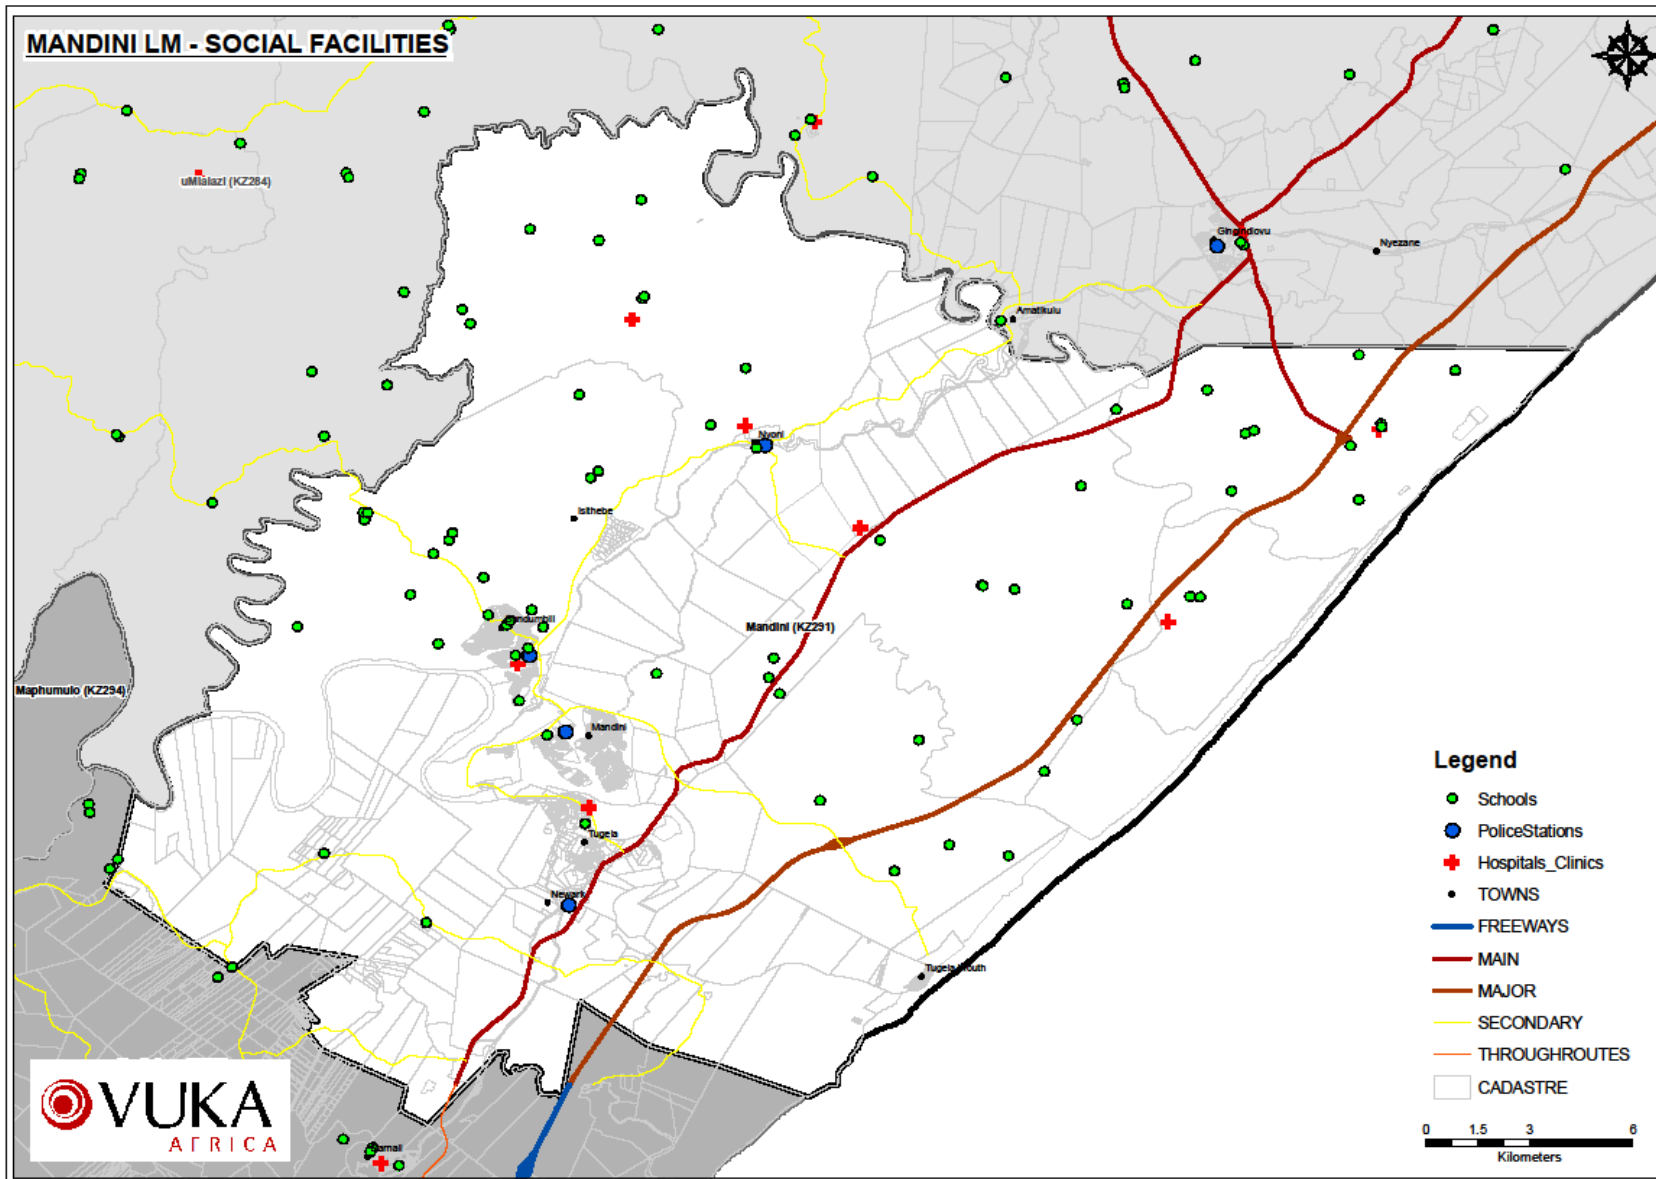 MANDINI LM - SOCIAL FACILITIES
uMlalazi (KZ284)
Gingindlovu
Nyezane
Amatikulu
Nyoni
Isithebe
Mandini (KZ291)
Maphumulo (KZ294)
Mandini
Tugela
Newark
Tugela Mouth
Legend
Schools
PoliceStations
Hospitals_Clinics
TOWNS
FREEWAYS
MAIN
MAJOR
SECONDARY
THROUGHROUTES
CADASTRE
0 1.5 3 6
Kilometers
VUKA
AFRICA